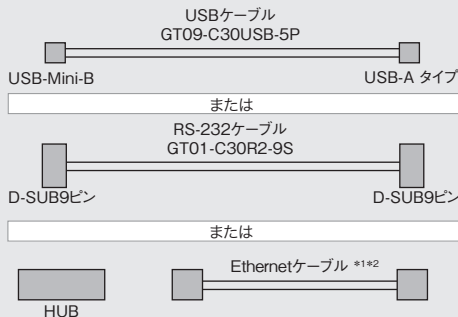 USBケーブル
GT09-C30USB-5P
USB-Mini-B
USB-A タイプ
または
RS-232ケーブル
GT01-C30R2-9S
D-SUB9ピン
D-SUB9ピン
または
Ethernetケーブル *1*2
HUB